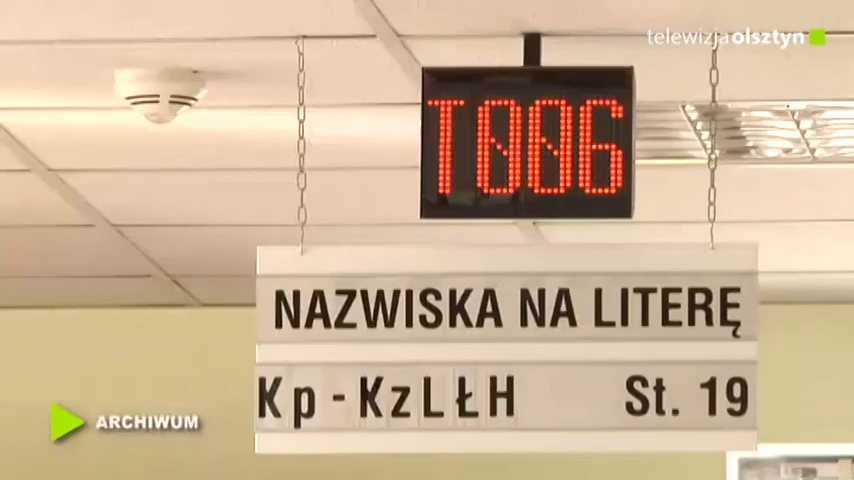 telewizjaolsztyn
T006
NAZWISKA NA LITERĘ
Kp-KzLŁH St. 19
ARCHIWUM